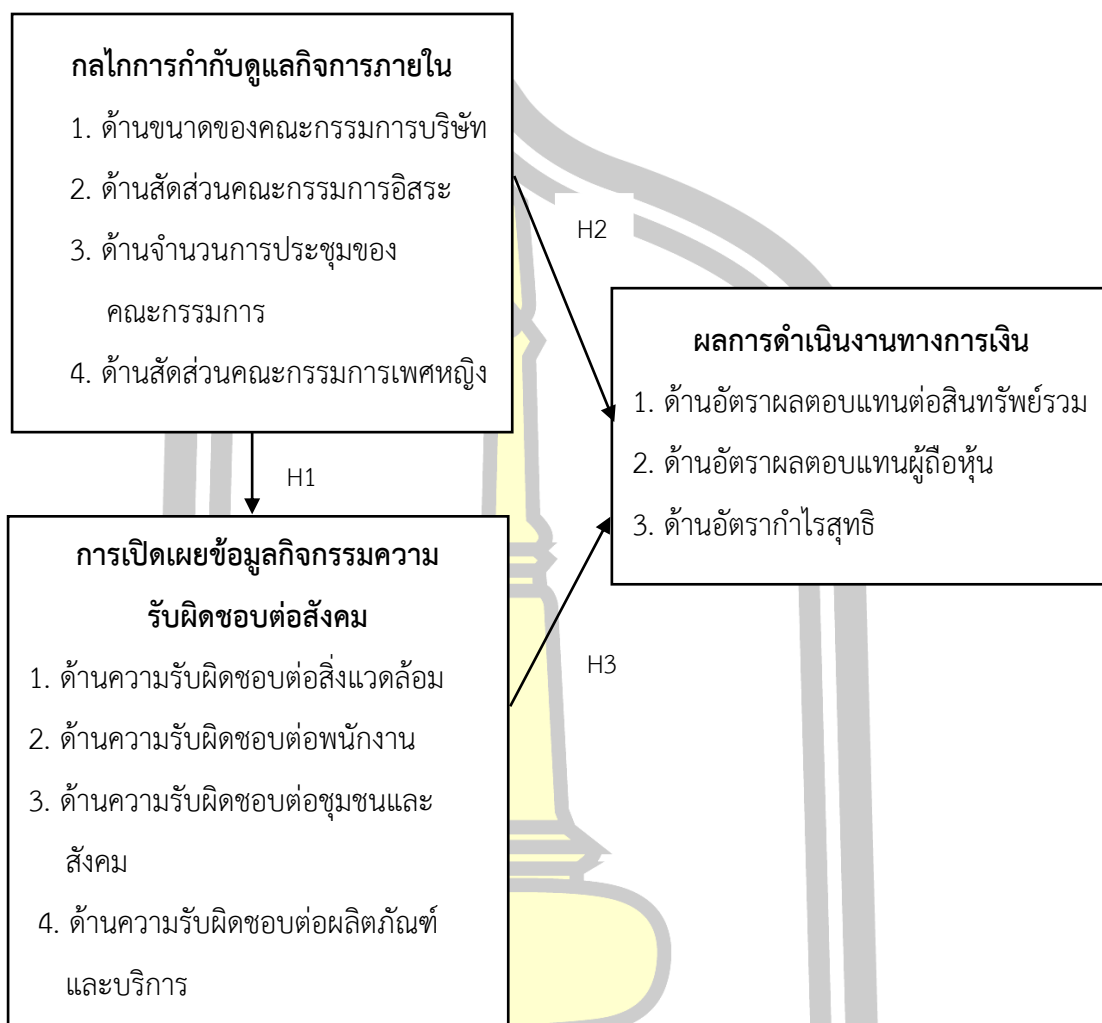 กลไกการกำกับดูแลกิจการภายใน
1. ด้านขนาดของคณะกรรมการบริษัท
2. ด้านสัดส่วนคณะกรรมการอิสระ
3. ด้านจำนวนการประชุมของ
คณะกรรมการ
4. ด้านสัดส่วนคณะกรรมการเพศหญิง
H2
ผลการดำเนินงานทางการเงิน
1. ด้านอัตราผลตอบแทนต่อสินทรัพย์รวม
2. ด้านอัตราผลตอบแทนผู้ถือหุ้น
3. ด้านอัตรากำไรสุทธิ
H1
การเปิดเผยข้อมูลกิจกรรมความ
รับผิดชอบต่อสังคม
1. ด้านความรับผิดชอบต่อสิ่งแวดล้อม
2. ด้านความรับผิดชอบต่อพนักงาน
3. ด้านความรับผิดชอบต่อชุมชนและ
สังคม
4. ด้านความรับผิดชอบต่อผลิตภัณฑ์
และบริการ
H3